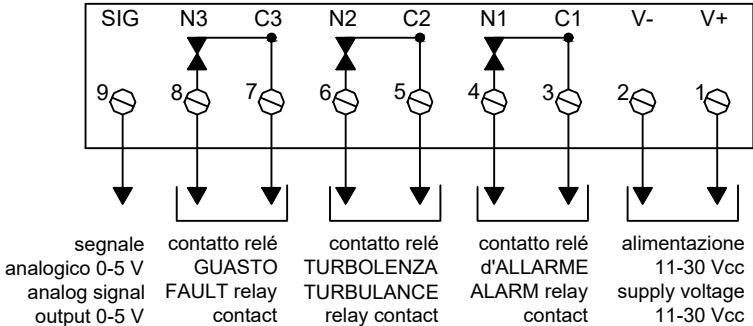 SIG N3 C3 N2 C2 N1 C1 V- V+
9 8 7 6 5 4 3 2 1
segnale contatto relé contatto relé contatto relé alimentazione
analogico 0-5 V GUASTO TURBOLENZA d'ALLARME 11-30 Vcc
analog signal FAULT relay TURBULANCE ALARM relay supply voltage
output 0-5 V contact relay contact contact 11-30 Vcc